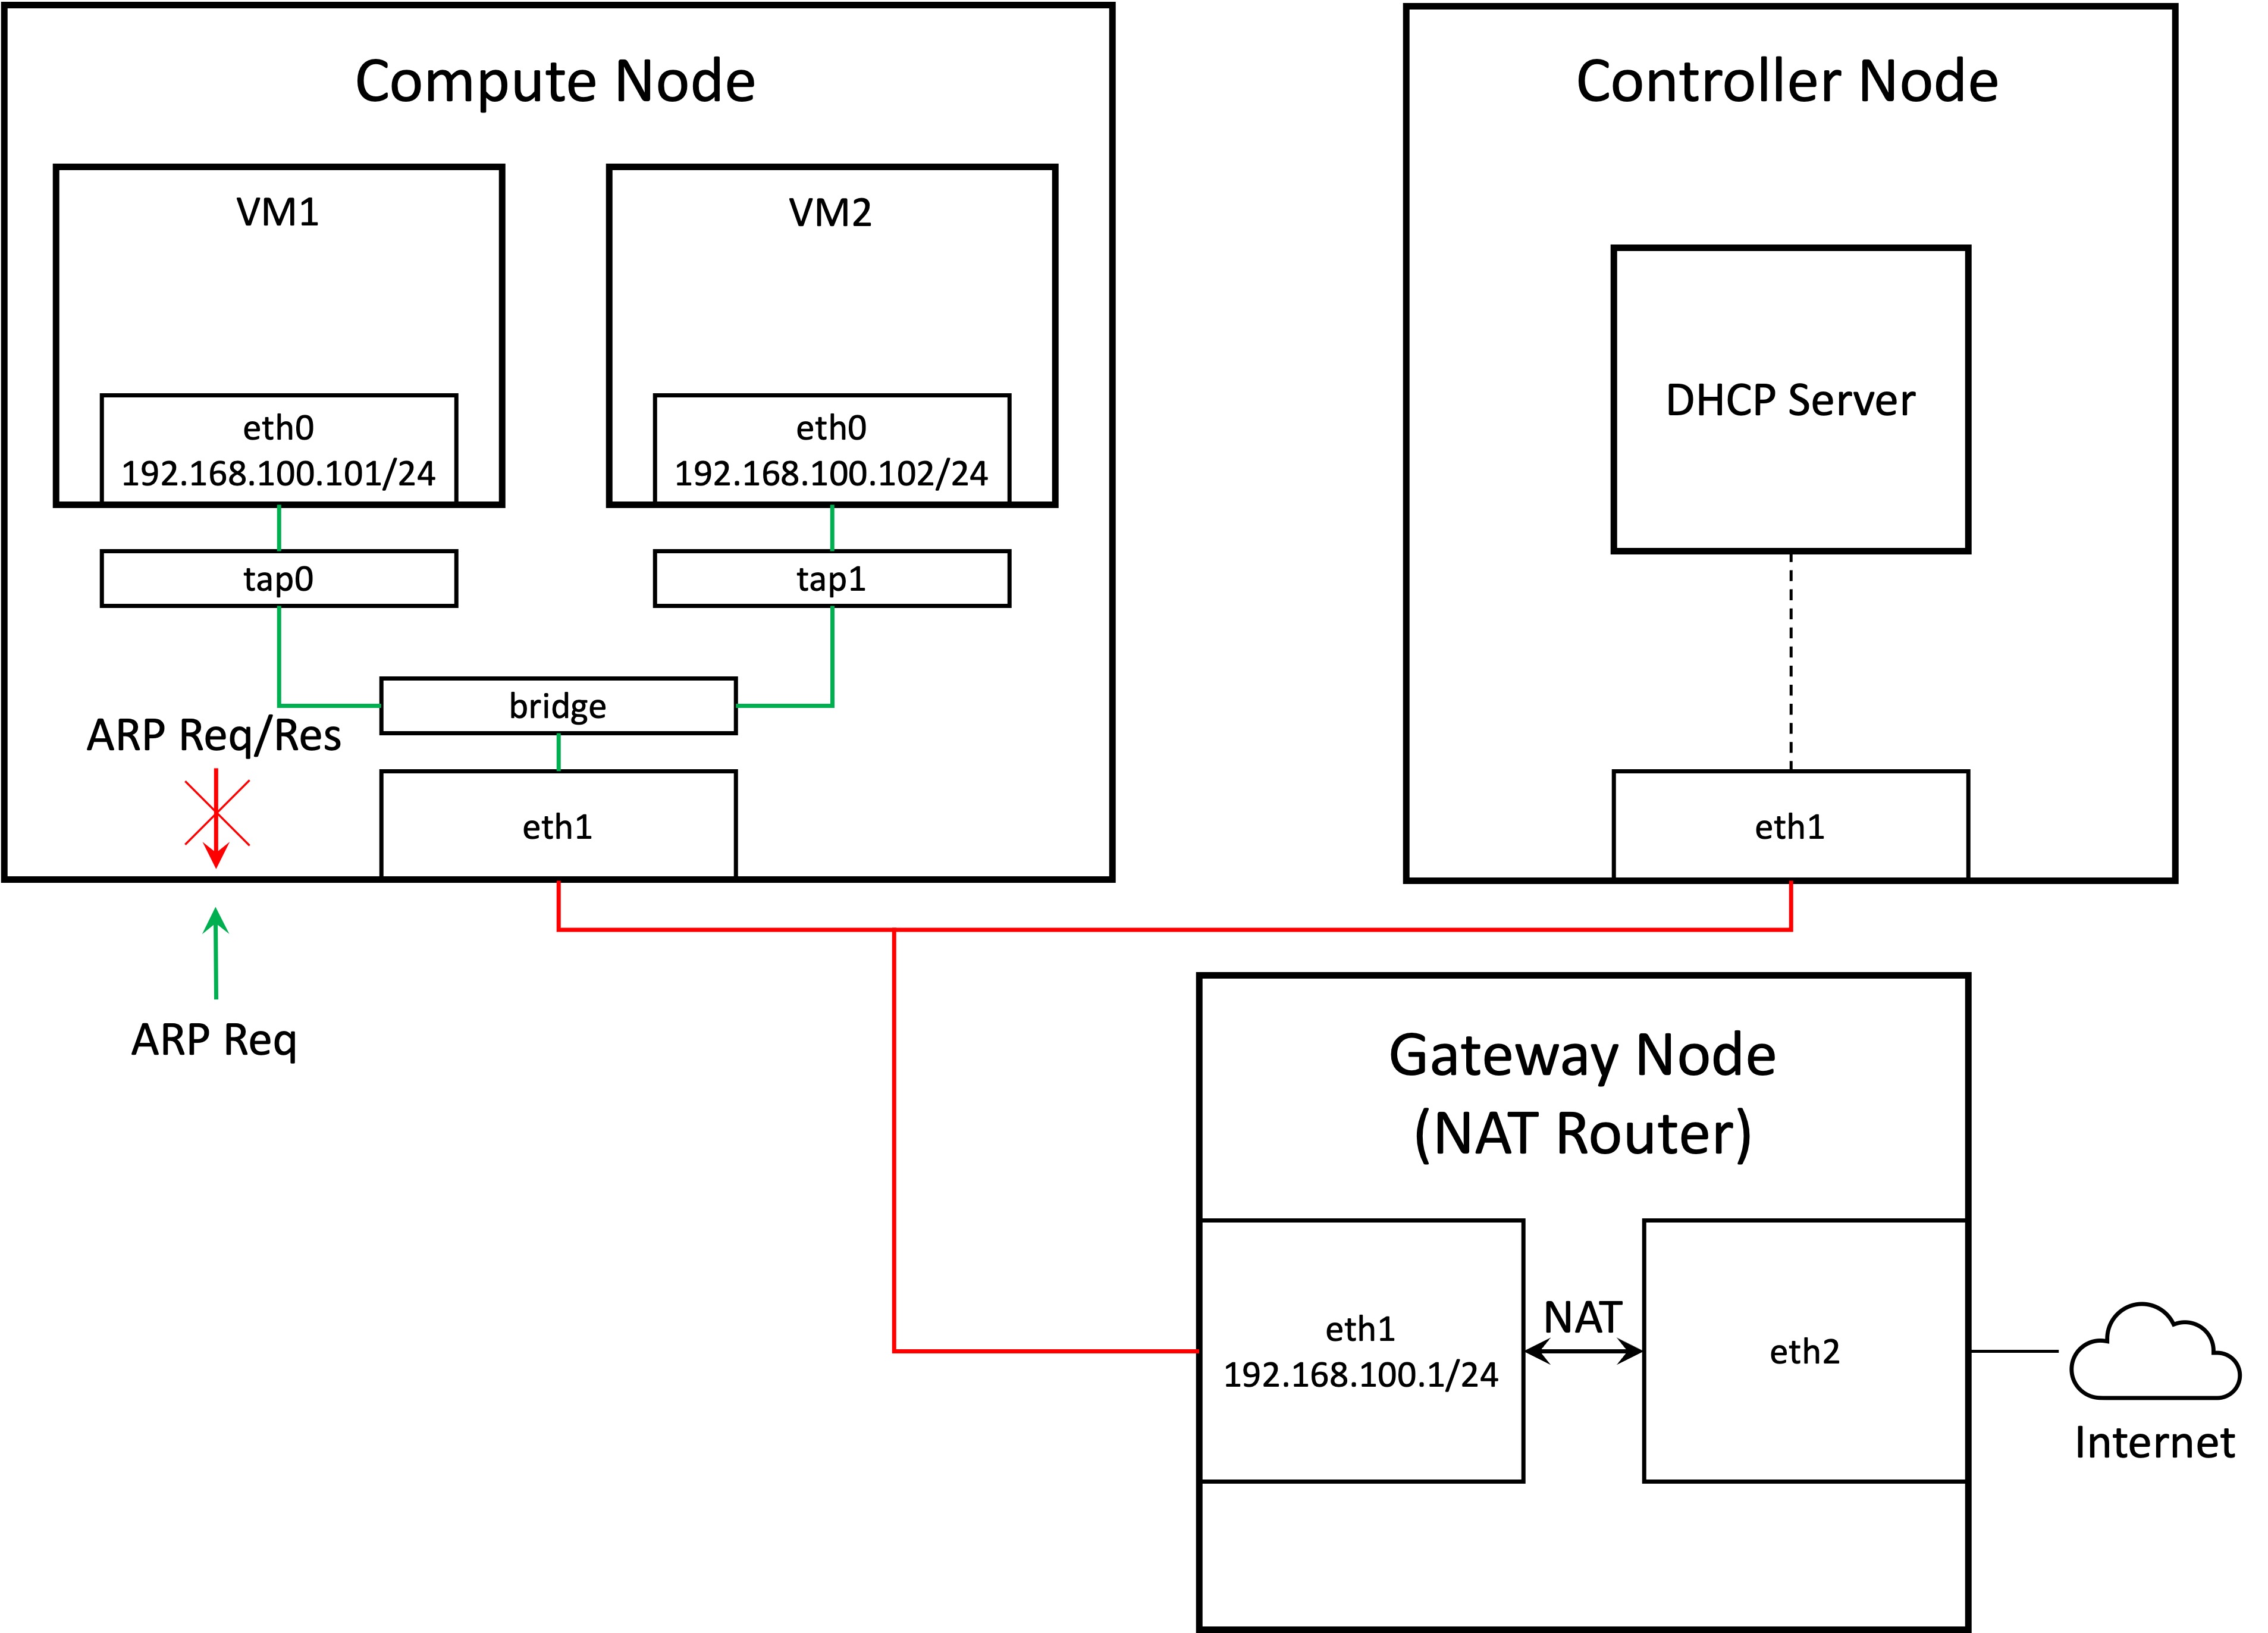 Compute Node
VM1
eth0
192.168.100.101/24
tap0
VM2
eth0
192.168.100.102/24
tap1
bridge
eth1
ARP Req/Res
ARP Req
Controller Node
DHCP Server
eth1
Gateway Node
(NAT Router)
eth1
192.168.100.1/24
NAT
eth2
Internet